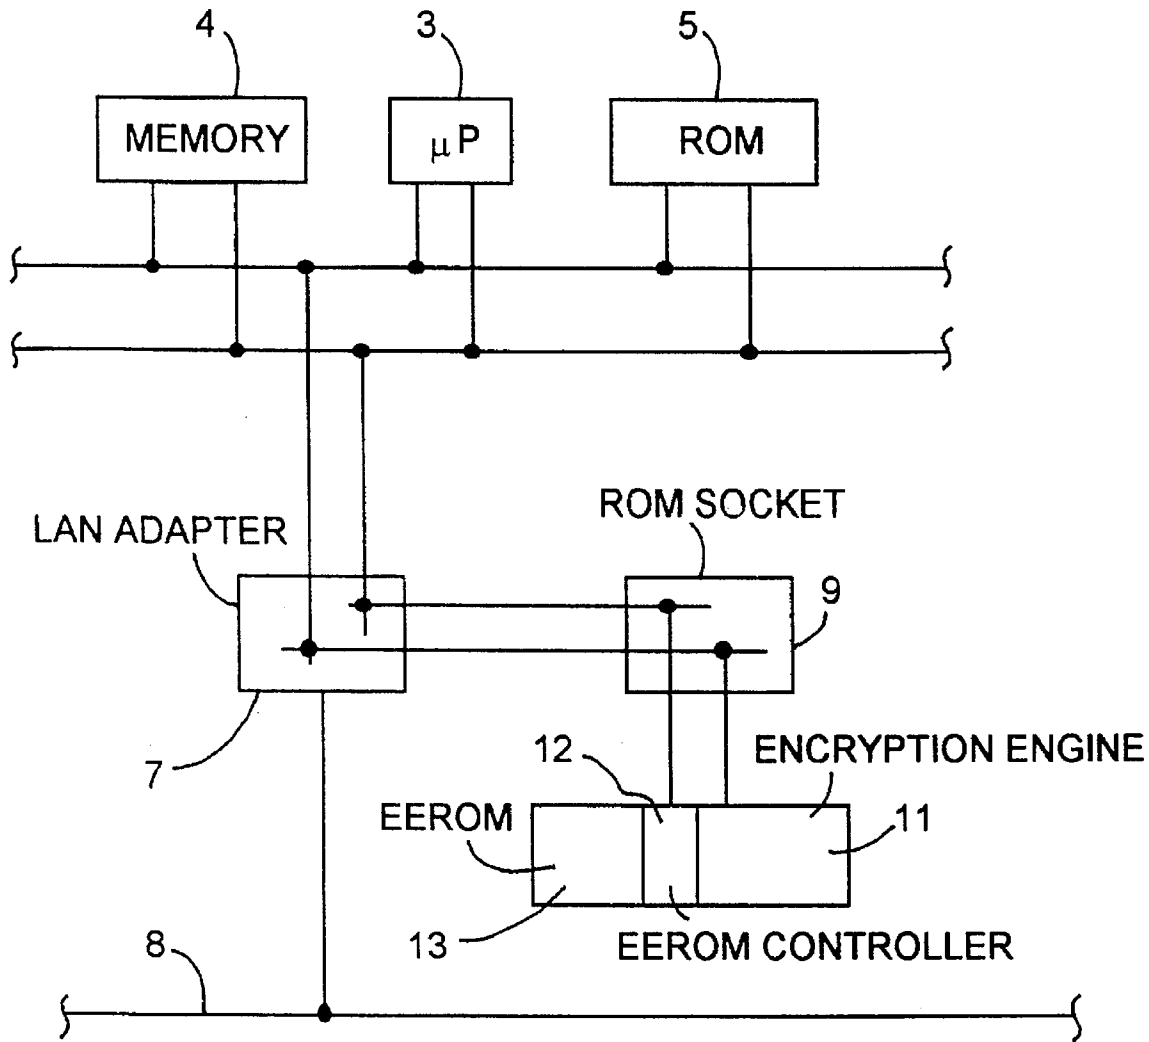 4
3
5
MEMORY
μP
ROM
ROM SOCKET
LAN ADAPTER
9
7
12
ENCRYPTION ENGINE
EEROM
11
13
EEROM CONTROLLER
8